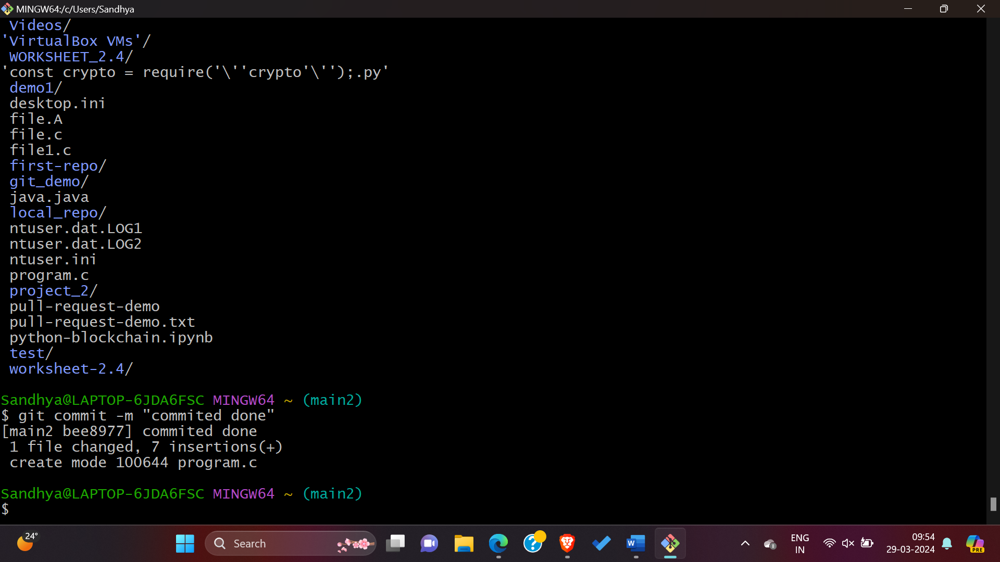 MINGW64:/c/Users/Sandhya
Videos/
'VirtualBox VMs'/
WORKSHEET_2.4/
'const crypto = require('\''crypto'\'');.py'
demo1/
desktop.ini
file.A
file.c
file1.c
first-repo/
git_demo/
java.java
local_repo/
ntuser.dat.LOG1
ntuser.dat.LOG2
ntuser.ini
program.c
project_2/
pull-request-demo
pull-request-demo.txt
python-blockchain.ipynb
test/
worksheet-2.4/
Sandhya@LAPTOP-6JDA6FSC MINGW64 ~ (main2)
$ git commit -m "commited done"
[main2 bee8977] commited done
1 file changed, 7 insertions(+)
create mode 100644 program.c
Sandhya@LAPTOP-6JDA6FSC MINGW64 ~ (main2)
$
24°
Search
W
ENG
IN
09:54
29-03-2024
PRE